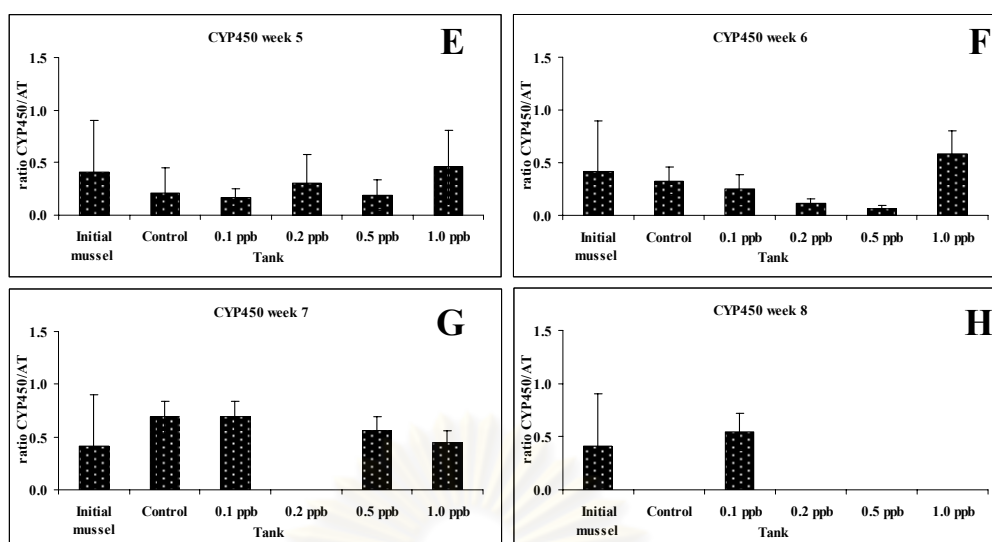 CYP450 week 5
E
ratio CYP450/AT
1.5
1.0
0.5
0.0
Initial mussel Control 0.1 ppb 0.2 ppb 0.5 ppb 1.0 ppb
Tank
CYP450 week 6
F
ratio CYP450/AT
1.5
1.0
0.5
0.0
Initial mussel Control 0.1 ppb 0.2 ppb 0.5 ppb 1.0 ppb
Tank
CYP450 week 7
G
ratio CYP450/AT
1.5
1.0
0.5
0.0
Initial mussel Control 0.1 ppb 0.2 ppb 0.5 ppb 1.0 ppb
Tank
CYP450 week 8
H
ratio CYP450/AT
1.5
1.0
0.5
0.0
Initial mussel Control 0.1 ppb 0.2 ppb 0.5 ppb 1.0 ppb
Tank